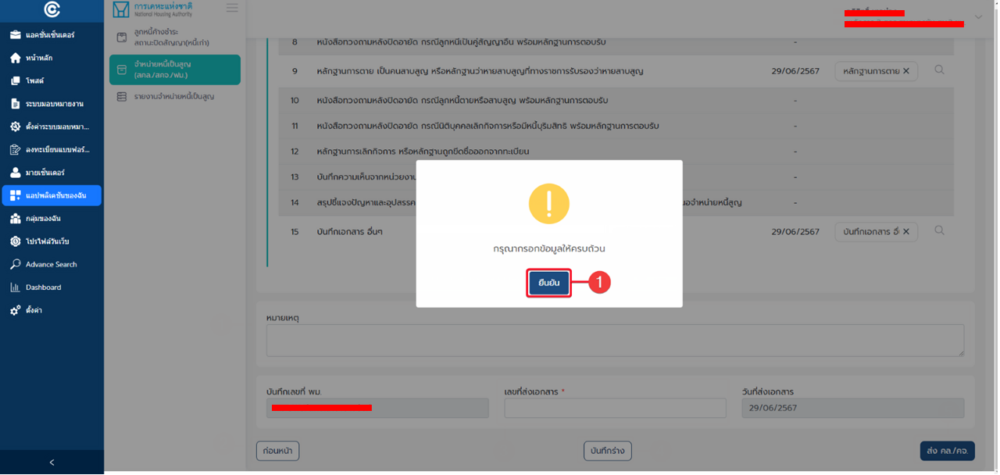 การเคหะแห่งชาติ
National Housing Authority
แอคชั่นเซ็นเตอร์
หน้าหลัก
โพสต์
ระบบมอบหมายงาน
ตั้งค่าระบบมอบหมา...
ลงทะเบียนแบบฟอร์...
มายเซ็นเตอร์
แอปพลิเคชันของฉัน
กลุ่มของฉัน
โปรไฟล์วันเว็บ
Advance Search
Dashboard
ตั้งค่า
<
ลูกหนี้ค้างชำระ
สถานะปิดสัญญา(หนี้เก่า)
จำหน่ายหนี้เป็นสูญ
(สคล./สคจ./ฟน.)
รายงานจำหน่ายหนี้เป็นสูญ
8 หนังสือทวงถามหลังปิดอายัด กรณีลูกหนี้เป็นคู่สัญญาอื่น พร้อมหลักฐานการตอบรับ -
9 หลักฐานการตาย เป็นคนสาบสูญ หรือหลักฐานว่าหายสาบสูญที่ทางราชการรับรองว่าหายสาบสูญ 29/06/2567 หลักฐานการตาย ✕
10 หนังสือทวงถามหลังปิดอายัด กรณีลูกหนี้ตายหรือสาบสูญ พร้อมหลักฐานการตอบรับ -
11 หนังสือทวงถามหลังปิดอายัด กรณีนิติบุคคลเลิกกิจการหรือมีหนี้บุริมสิทธิ พร้อมหลักฐานการตอบรับ -
12 หลักฐานการเลิกกิจการ หรือหลักฐานถูกขีดชื่อออกจากทะเบียน -
13 บันทึกความเห็นจากหน่วยงาน -
14 สรุปชี้แจงปัญหาและอุปสรรค นอจำหน่ายหนี้สูญ -
15 บันทึกเอกสาร อื่นๆ 29/06/2567 บันทึกเอกสาร อื่ ✕
กรุณากรอกข้อมูลให้ครบถ้วน
ยืนยัน 1
หมายเหตุ
บันทึกเลขที่ พม. เลขที่ส่งเอกสาร * วันที่ส่งเอกสาร
29/06/2567
ก่อนหน้า บันทึกร่าง ส่ง คล./คจ.